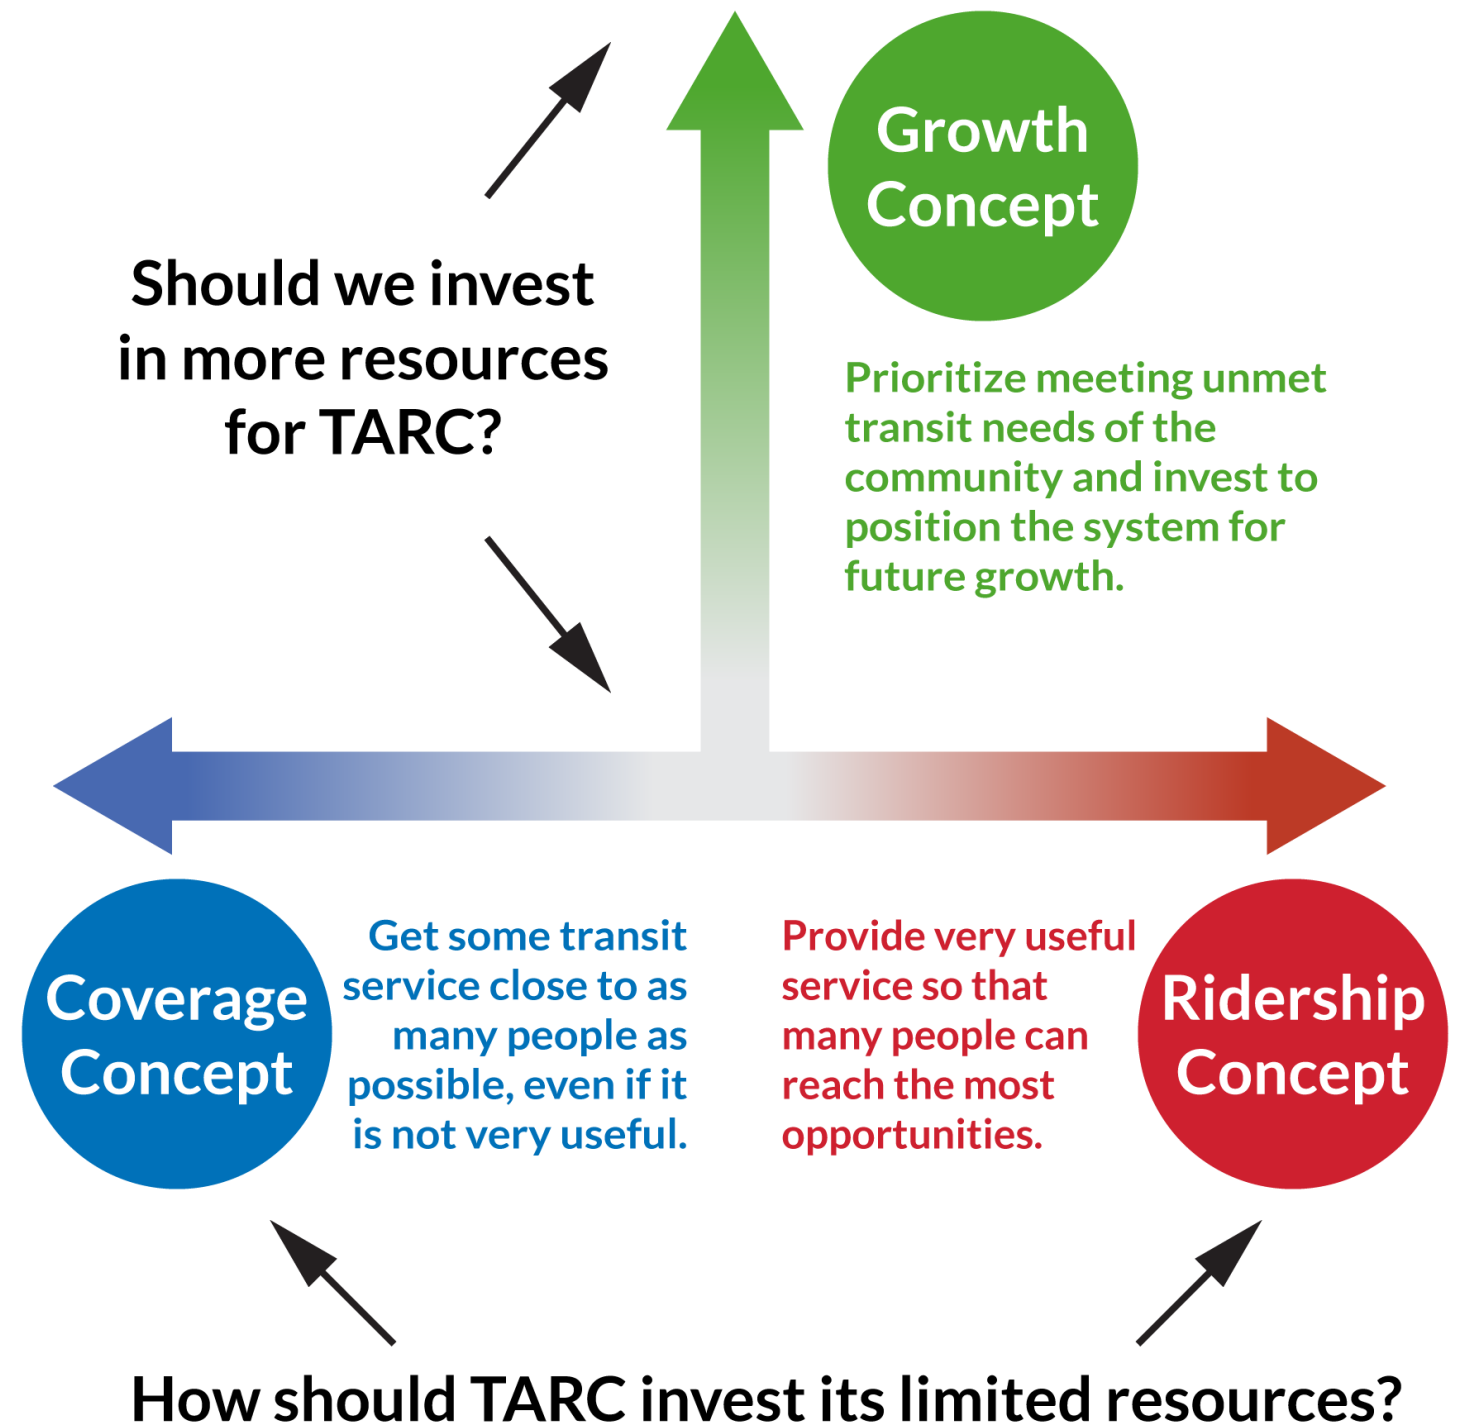 Growth
Concept
Should we invest
in more resources
for TARC?
Prioritize meeting unmet
transit needs of the
community and invest to
position the system for
future growth.
Coverage
Concept
Get some transit
service close to as
many people as
possible, even if it
is not very useful.
Provide very useful
service so that
many people can
reach the most
opportunities.
Ridership
Concept
How should TARC invest its limited resources?